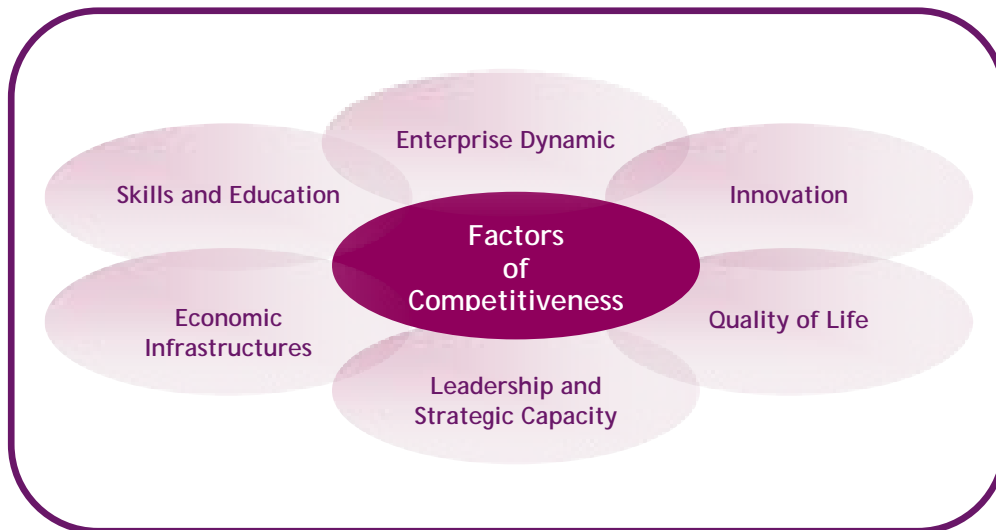 Enterprise Dynamic
Skills and Education
Innovation
Factors
of
Competitiveness
Economic
Infrastructures
Quality of Life
Leadership and
Strategic Capacity